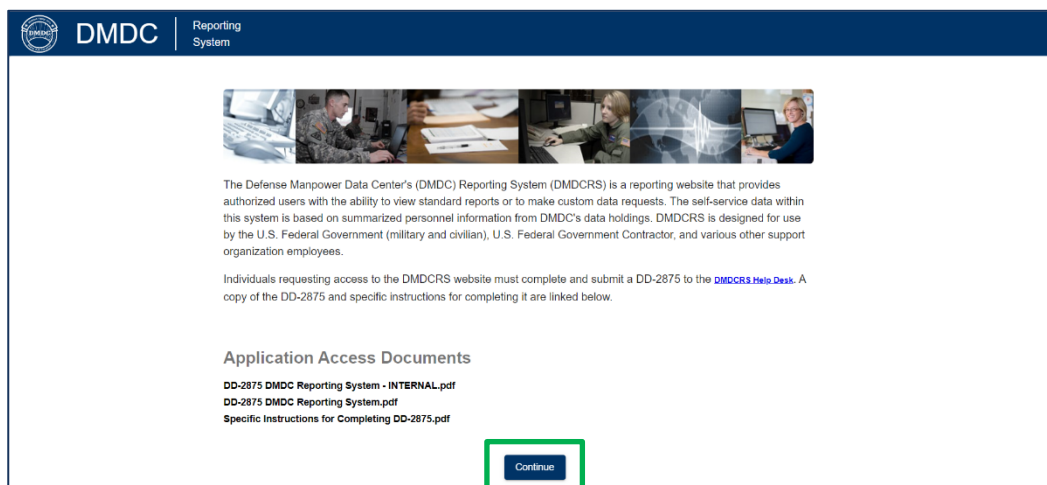 DMDC
DMDC
Reporting
System
The Defense Manpower Data Center's (DMDC) Reporting System (DMDCRS) is a reporting website that provides
authorized users with the ability to view standard reports or to make custom data requests. The self-service data within
this system is based on summarized personnel information from DMDC's data holdings. DMDCRS is designed for use
by the U.S. Federal Government (military and civilian), U.S. Federal Government Contractor, and various other support
organization employees.
Individuals requesting access to the DMDCRS website must complete and submit a DD-2875 to the DMDCRS Help Desk. A
copy of the DD-2875 and specific instructions for completing it are linked below.
Application Access Documents
DD-2875 DMDC Reporting System - INTERNAL.pdf
DD-2875 DMDC Reporting System.pdf
Specific Instructions for Completing DD-2875.pdf
Continue